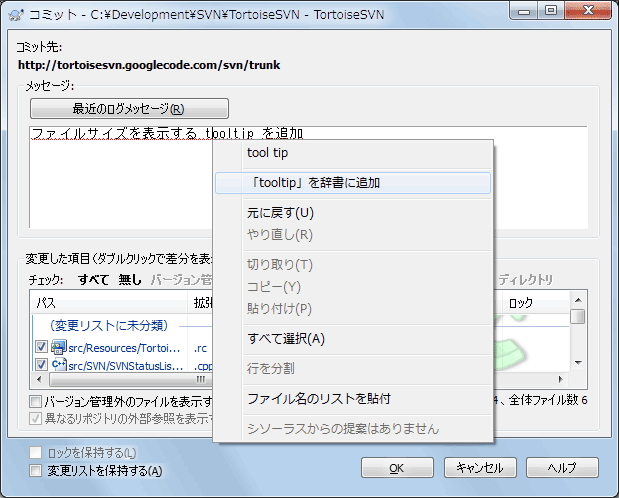 コミット - C:¥Development¥SVN¥TortoiseSVN - TortoiseSVN
コミット先:
http://tortoisesvn.googlecode.com/svn/trunk
メッセージ:
最近のログメッセージ(R)
ファイルサイズを表示する tooltip を追加
tool tip
「tooltip」を辞書に追加
元に戻す(U)
やり直し(R)
切り取り(T)
コピー(Y)
貼り付け(P)
すべて選択(A)
行を分割
ファイル名のリストを貼付
シソーラスからの提案はありません
変更した項目(ダブルクリックで差分を表
チェック: すべて 無し バージョン管 ディレクトリ
パス 拡張 ロック
(変更リストに未分類)
src/Resources/Tortoi... .rc
src/SVN/SVNStatusLis... .cpp
バージョン管理外のファイルを表示す 4、全体ファイル数 6
異なるリポジトリの外部参照を表示す
ロックを保持する(L)
変更リストを保持する(A)
OK キャンセル ヘルプ